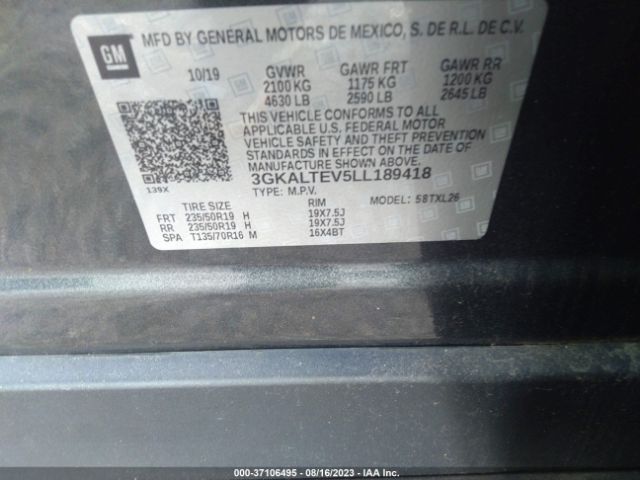 GM
MFD BY GENERAL MOTORS DE MEXICO, S. DE R.L. DE C.V.
10/19 GVWR GAWR FRT GAWR RR
2100 KG 1175 KG 1200 KG
4630 LB 2590 LB 2645 LB
THIS VEHICLE CONFORMS TO ALL
APPLICABLE U.S. FEDERAL MOTOR
VEHICLE SAFETY AND THEFT PREVENTION
STANDARDS IN EFFECT ON THE DATE OF
MANUFACTURE SHOWN ABOVE.
139X
3GKALTEV5LL189418
TYPE: M.P.V. MODEL: 58TXL26
TIRE SIZE RIM
FRT 235/50R19 H 19X7.5J
RR 235/50R19 H 19X7.5J
SPA T135/70R16 M 16X4BT
000-37106495 - 08/16/2023 - IAA Inc.